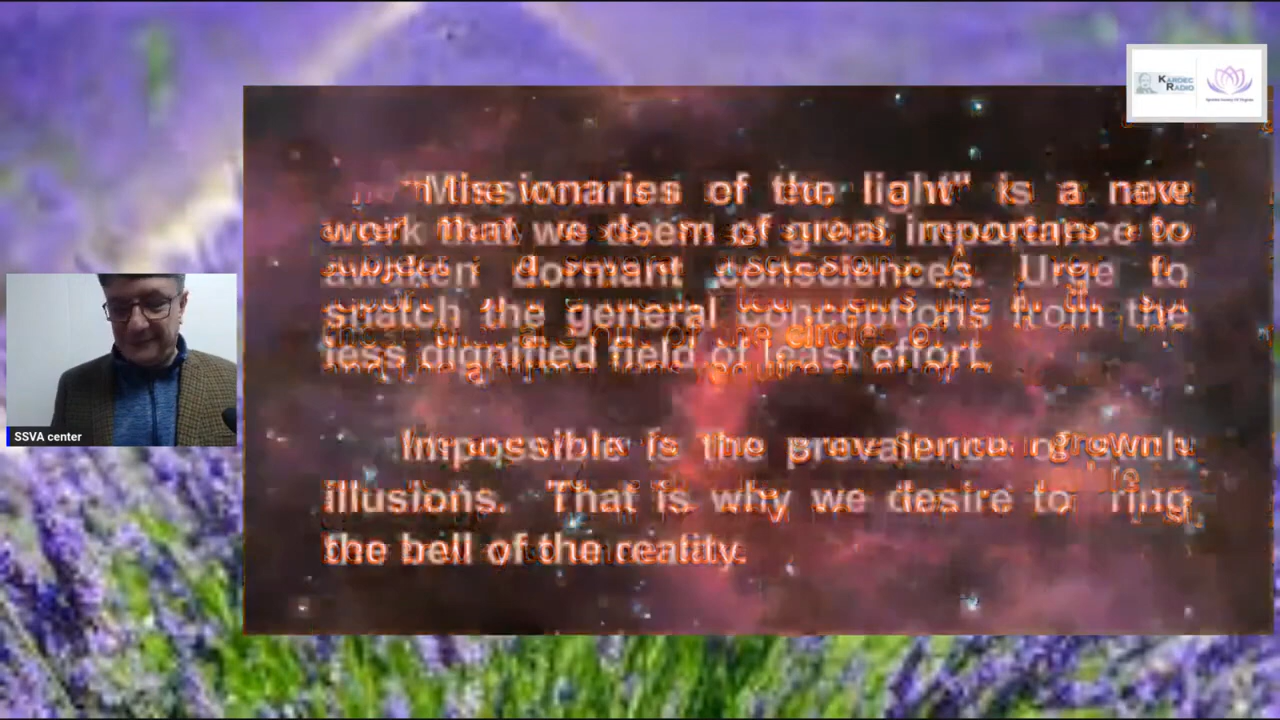 KARDEC
RADIO
"Missionaries of the light" is a new
work that we deem of great importance to
awaken dormant consciences. Urge to
snatch the general conceptions from the
less dignified field of least effort.
Impossible is the prevalence of
illusions. That is why we desire to ring
the bell of the reality.
SSVA center